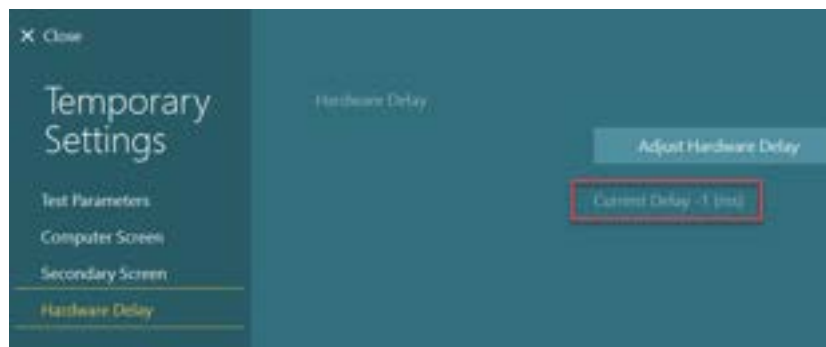 X Close
Temporary
Settings
Test Parameters
Computer Screen
Secondary Screen
Hardware Delay
Hardware Delay
Adjust Hardware Delay
Current Delay -1 (ms)